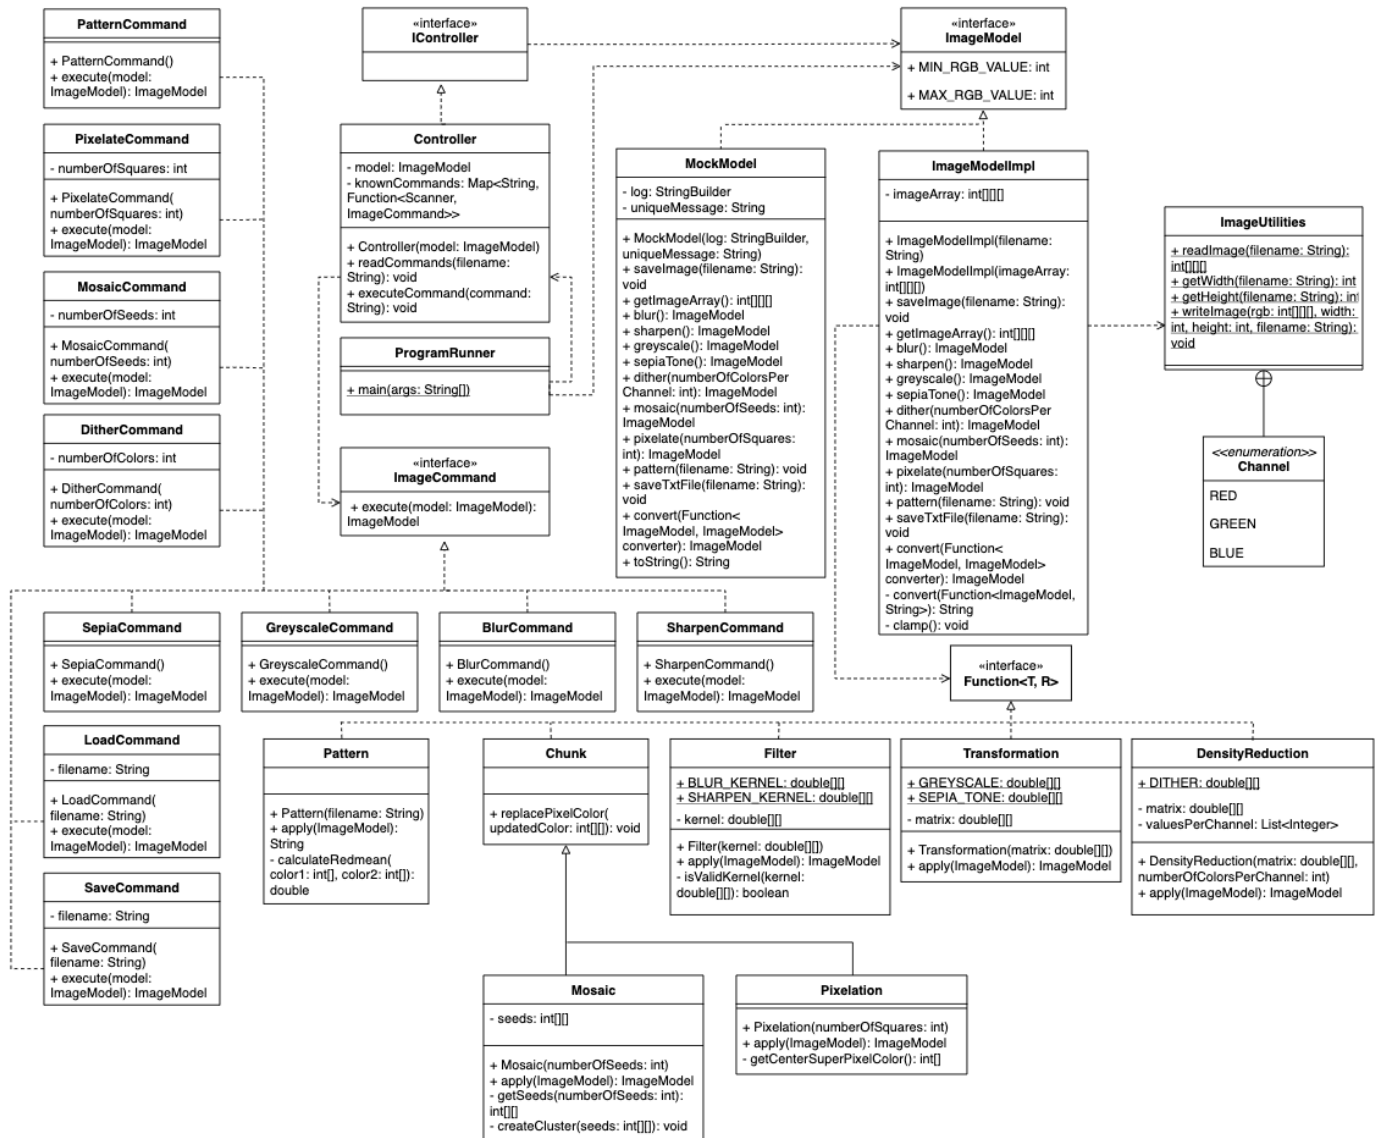 PatternCommand
+ PatternCommand()
+ execute(model:
ImageModel): ImageModel
PixelateCommand
- numberOfSquares: int
+ PixelateCommand(
numberOfSquares: int)
+ execute(model:
ImageModel): ImageModel
MosaicCommand
- numberOfSeeds: int
+ MosaicCommand(
numberOfSeeds: int)
+ execute(model:
ImageModel): ImageModel
DitherCommand
- numberOfColors: int
+ DitherCommand(
numberOfColors: int)
+ execute(model:
ImageModel): ImageModel
«interface»
IController
Controller
- model: ImageModel
- knownCommands: Map<String,
Function<Scanner,
ImageCommand>>
+ Controller(model: ImageModel)
+ readCommands(filename:
String): void
+ executeCommand(command:
String): void
ProgramRunner
+ main(args: String[])
«interface»
ImageCommand
+ execute(model: ImageModel):
ImageModel
«interface»
ImageModel
+ MIN_RGB_VALUE: int
+ MAX_RGB_VALUE: int
MockModel
- log: StringBuilder
- uniqueMessage: String
+ MockModel(log: StringBuilder,
uniqueMessage: String)
+ saveImage(filename: String):
void
+ getImageArray(): int[][][]
+ blur(): ImageModel
+ sharpen(): ImageModel
+ greyscale(): ImageModel
+ sepiaTone(): ImageModel
+ dither(numberOfColorsPer
Channel: int): ImageModel
+ mosaic(numberOfSeeds: int):
ImageModel
+ pixelate(numberOfSquares:
int): ImageModel
+ pattern(filename: String): void
+ saveTxtFile(filename: String):
void
+ convert(Function<
ImageModel, ImageModel>
converter): ImageModel
+ toString(): String
ImageModelImpl
- imageArray: int[][][]
+ ImageModelImpl(filename:
String)
+ ImageModelImpl(imageArray:
int[][][])
+ saveImage(filename: String):
void
+ getImageArray(): int[][][]
+ blur(): ImageModel
+ sharpen(): ImageModel
+ greyscale(): ImageModel
+ sepiaTone(): ImageModel
+ dither(numberOfColorsPer
Channel: int): ImageModel
+ mosaic(numberOfSeeds: int):
ImageModel
+ pixelate(numberOfSquares:
int): ImageModel
+ pattern(filename: String): void
+ saveTxtFile(filename: String):
void
+ convert(Function<
ImageModel, ImageModel>
converter): ImageModel
- convert(Function<ImageModel,
String>): String
- clamp(): void
ImageUtilities
+ readImage(filename: String):
int[][][]
+ getWidth(filename: String): int
+ getHeight(filename: String): int
+ writeImage(rgb: int[][][], width:
int, height: int, filename: String):
void
<<enumeration>>
Channel
RED
GREEN
BLUE
SepiaCommand
+ SepiaCommand()
+ execute(model:
ImageModel): ImageModel
GreyscaleCommand
+ GreyscaleCommand()
+ execute(model:
ImageModel): ImageModel
BlurCommand
+ BlurCommand()
+ execute(model:
ImageModel): ImageModel
SharpenCommand
+ SharpenCommand()
+ execute(model:
ImageModel): ImageModel
«interface»
Function<T, R>
LoadCommand
- filename: String
+ LoadCommand(
filename: String)
+ execute(model:
ImageModel): ImageModel
SaveCommand
- filename: String
+ SaveCommand(
filename: String)
+ execute(model:
ImageModel): ImageModel
Pattern
+ Pattern(filename: String)
+ apply(ImageModel):
String
- calculateRedmean(
color1: int[], color2: int[]):
double
Chunk
+ replacePixelColor(
updatedColor: int[][]): void
Filter
+ BLUR_KERNEL: double[][]
+ SHARPEN_KERNEL: double[][]
- kernel: double[][]
+ Filter(kernel: double[][])
+ apply(ImageModel): ImageModel
- isValidKernel(kernel:
double[][]): boolean
Transformation
+ GREYSCALE: double[][]
+ SEPIA_TONE: double[][]
- matrix: double[][]
+ Transformation(matrix: double[][])
+ apply(ImageModel): ImageModel
DensityReduction
+ DITHER: double[][]
- matrix: double[][]
- valuesPerChannel: List<Integer>
+ DensityReduction(matrix: double[][],
numberOfColorsPerChannel: int)
+ apply(ImageModel): ImageModel
Mosaic
- seeds: int[][]
+ Mosaic(numberOfSeeds: int)
+ apply(ImageModel): ImageModel
- getSeeds(numberOfSeeds: int):
int[][]
- createCluster(seeds: int[][]): void
Pixelation
+ Pixelation(numberOfSquares: int)
+ apply(ImageModel): ImageModel
- getCenterSuperPixelColor(): int[]